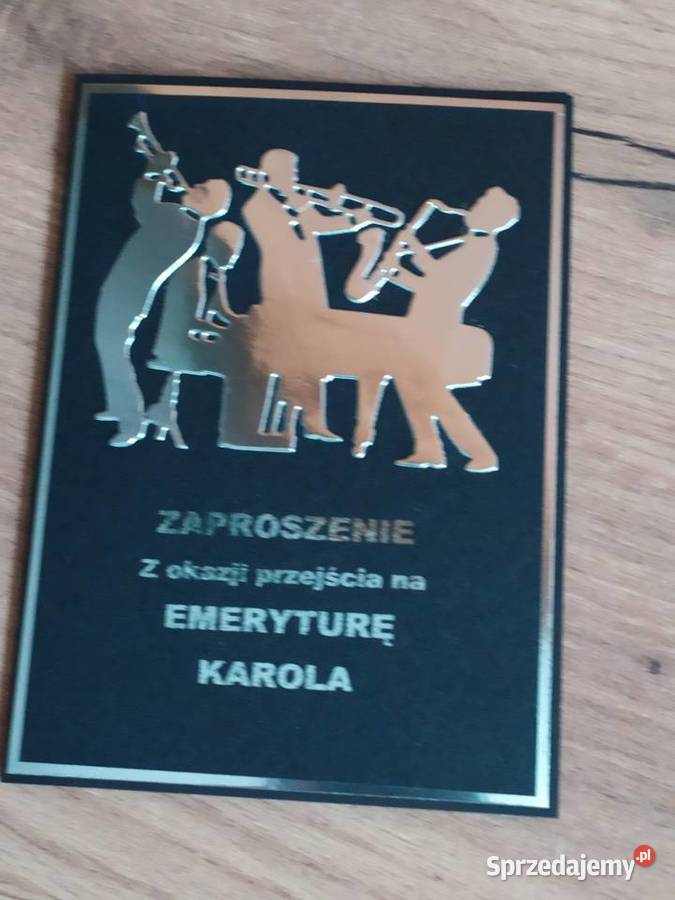 ZAPROSZENIE
Z okazji przejścia na
EMERYTURĘ
KAROLA
Sprzedajemy.pl